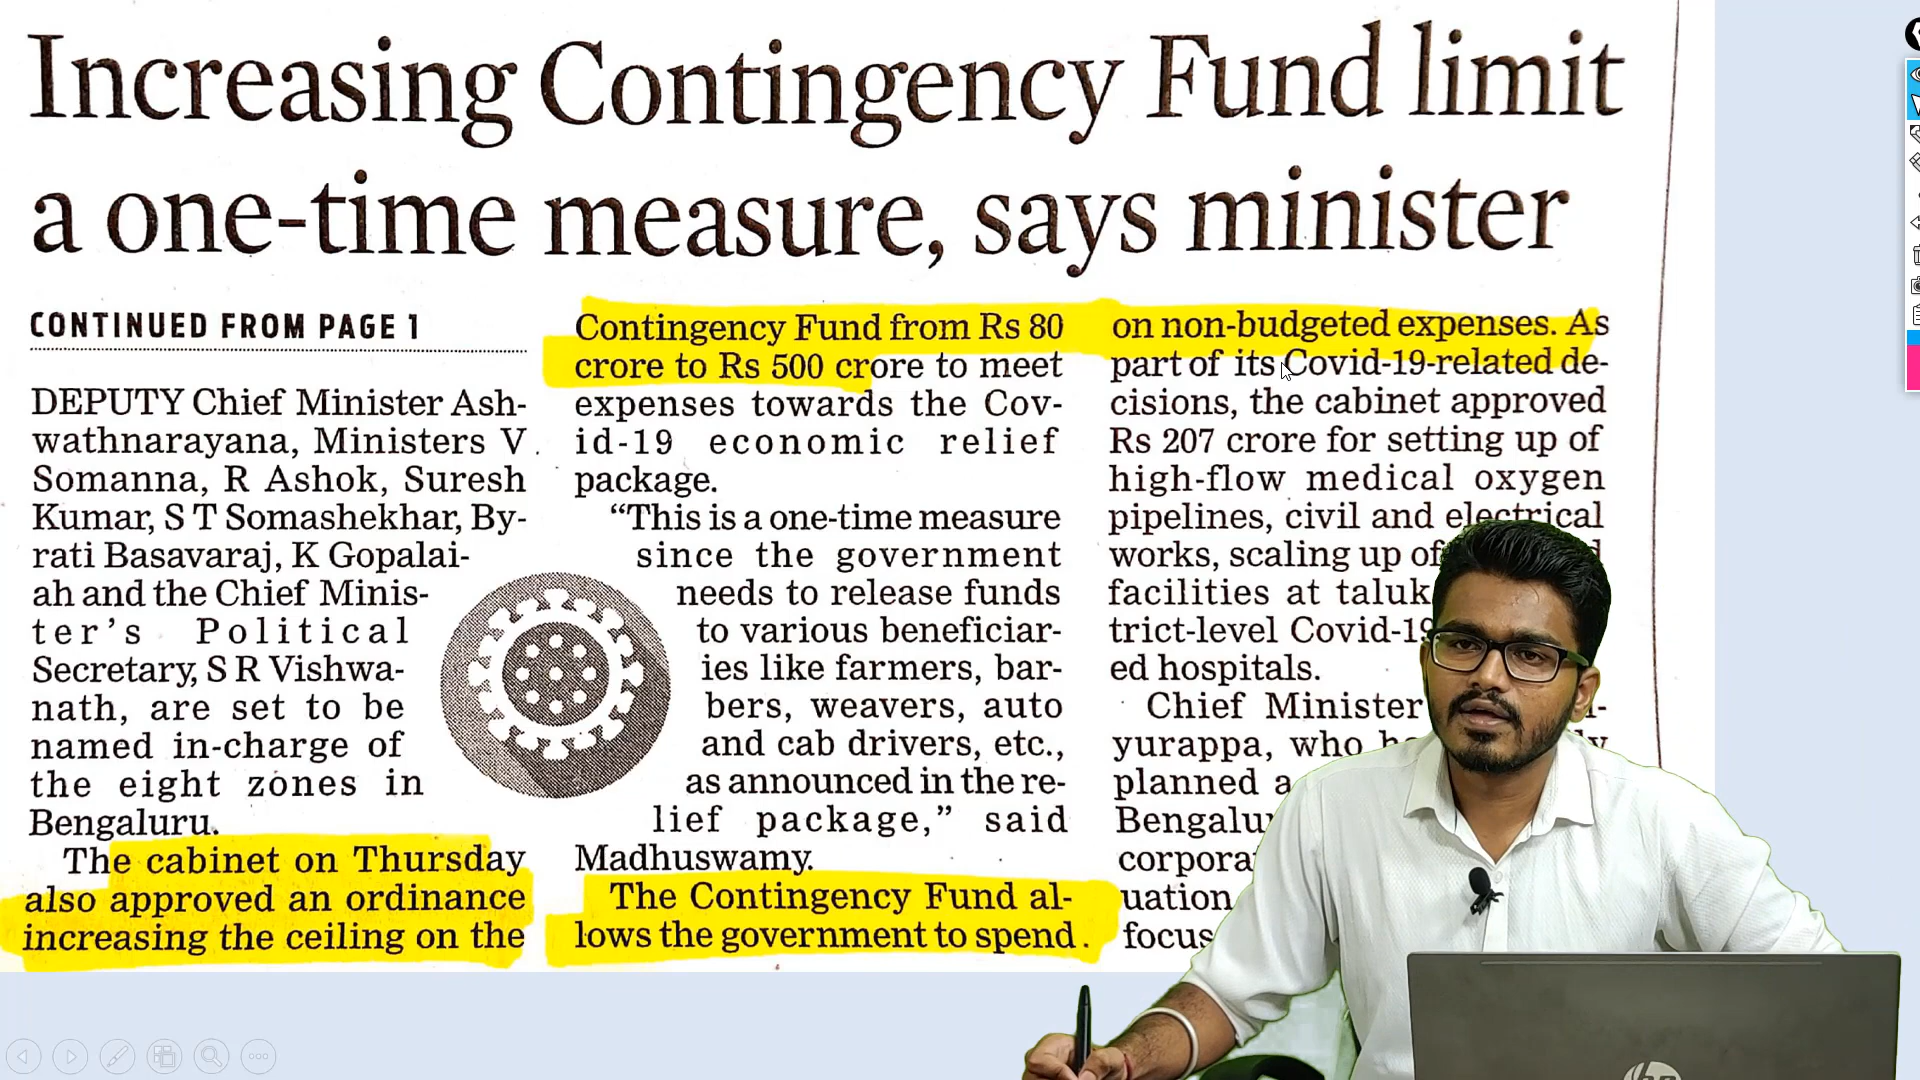 Increasing Contingency Fund limit
a one-time measure, says minister
CONTINUED FROM PAGE 1
DEPUTY Chief Minister Ash-
wathnarayana, Ministers V
Somanna, R Ashok, Suresh
Kumar, S T Somashekhar, By-
rati Basavaraj, K Gopalai-
ah and the Chief Minis-
ter's Political
Secretary, S R Vishwa-
nath, are set to be
named in-charge of
the eight zones in
Bengaluru.
The cabinet on Thursday
also approved an ordinance
increasing the ceiling on the
Contingency Fund from Rs 80
crore to Rs 500 crore to meet
expenses towards the Cov-
id-19 economic relief
package.
"This is a one-time measure
since the government
needs to release funds
to various beneficiar-
ies like farmers, bar-
bers, weavers, auto
and cab drivers, etc.,
as announced in the re-
lief package," said
Madhuswamy.
The Contingency Fund al-
lows the government to spend
on non-budgeted expenses. As
part of its Covid-19-related de-
cisions, the cabinet approved
Rs 207 crore for setting up of
high-flow medical oxygen
pipelines, civil and electrical
works, scaling up of
facilities at taluk
trict-level Covid-19
ed hospitals.
Chief Minister
yurappa, who
planned a
Bengalu
corpora
uation
focus
hp